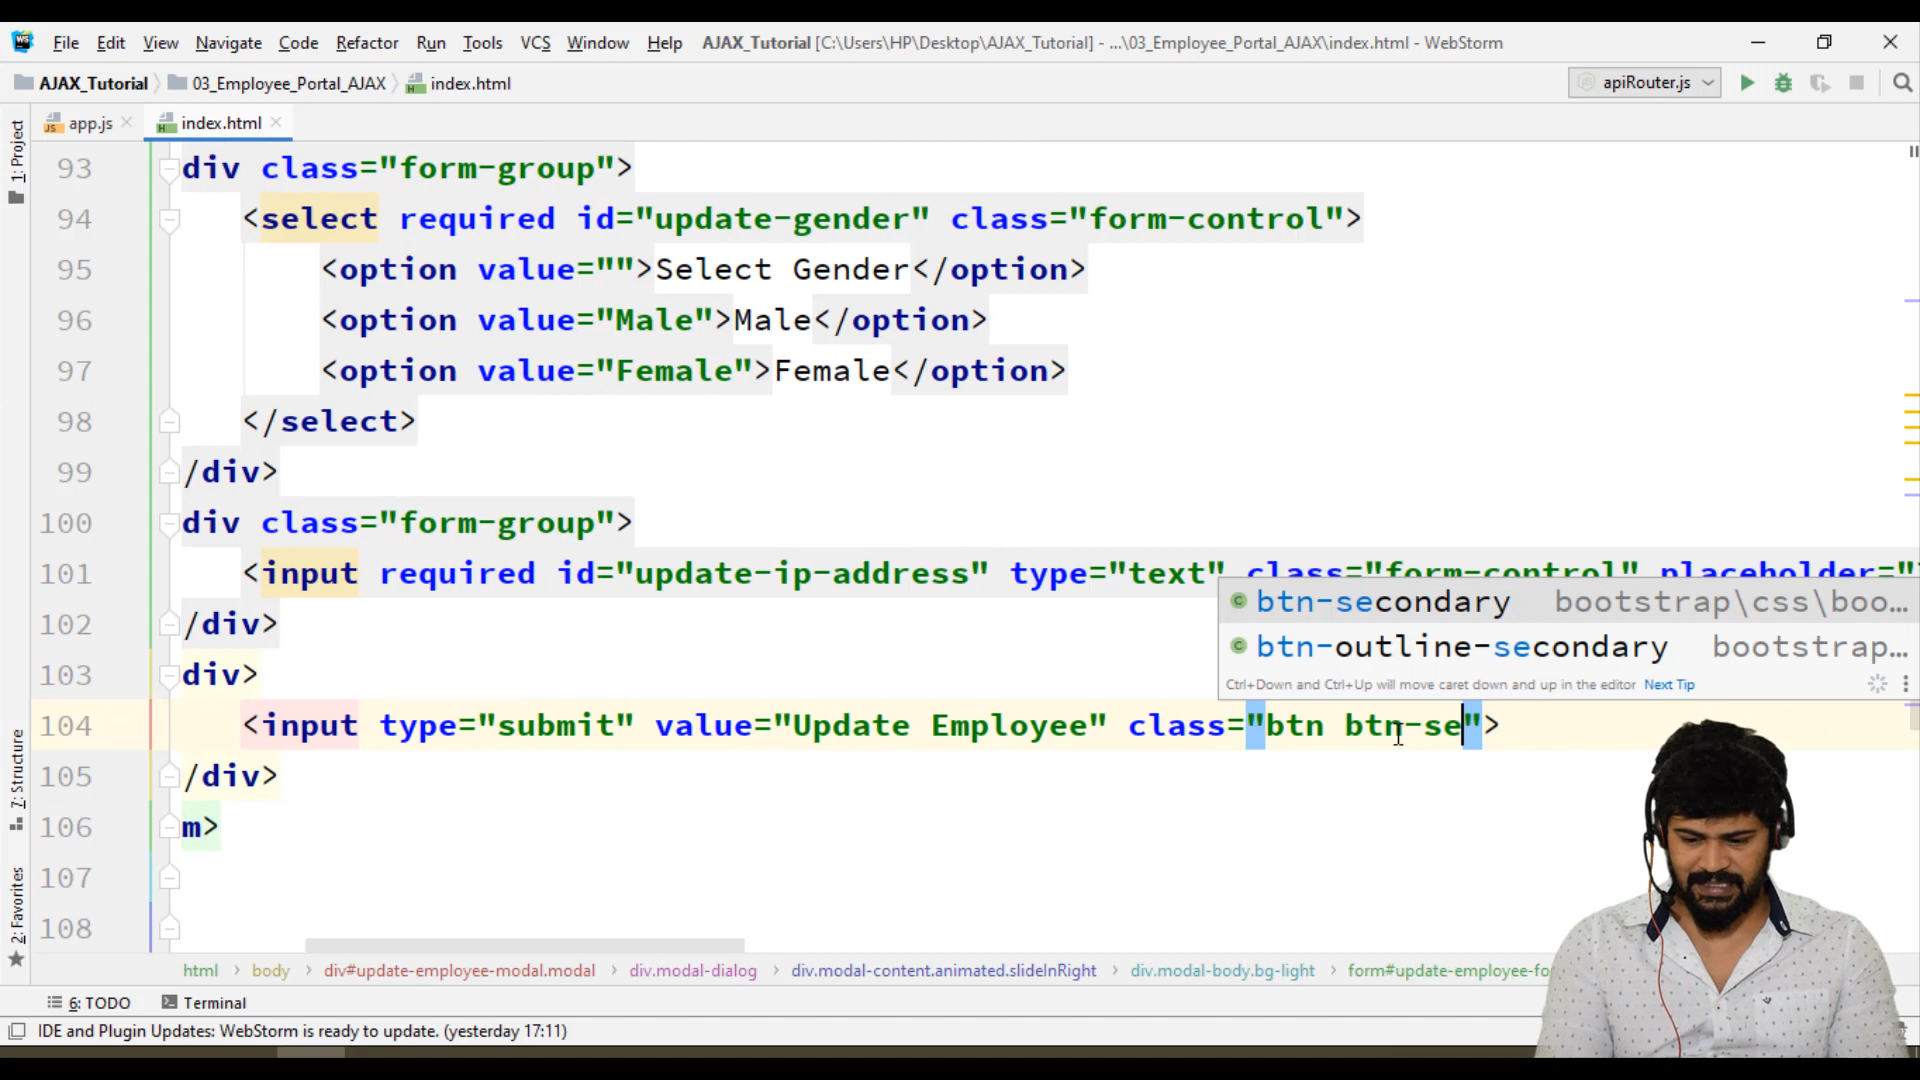 WS File Edit View Navigate Code Refactor Run Tools VCS Window Help AJAX_Tutorial [C:\Users\HP\Desktop\AJAX_Tutorial] - ...\03_Employee_Portal_AJAX\index.html - WebStorm
AJAX_Tutorial 03_Employee_Portal_AJAX index.html apiRouter.js
app.js index.html
1: Project
7: Structure
2: Favorites
93 div class="form-group">
94 <select required id="update-gender" class="form-control">
95 <option value="">Select Gender</option>
96 <option value="Male">Male</option>
97 <option value="Female">Female</option>
98 </select>
99 /div>
100 div class="form-group">
101 <input required id="update-ip-address" type="text" class="form-control" placeholder="
btn-secondary bootstrap\css\boo...
102 /div>
btn-outline-secondary bootstrap...
103 div>
Ctrl+Down and Ctrl+Up will move caret down and up in the editor Next Tip
104 <input type="submit" value="Update Employee" class="btn btn-se">
105 /div>
106 m>
107
108
html body div#update-employee-modal.modal div.modal-dialog div.modal-content.animated.slideInRight div.modal-body.bg-light form#update-employee-fo
6: TODO Terminal
IDE and Plugin Updates: WebStorm is ready to update. (yesterday 17:11)